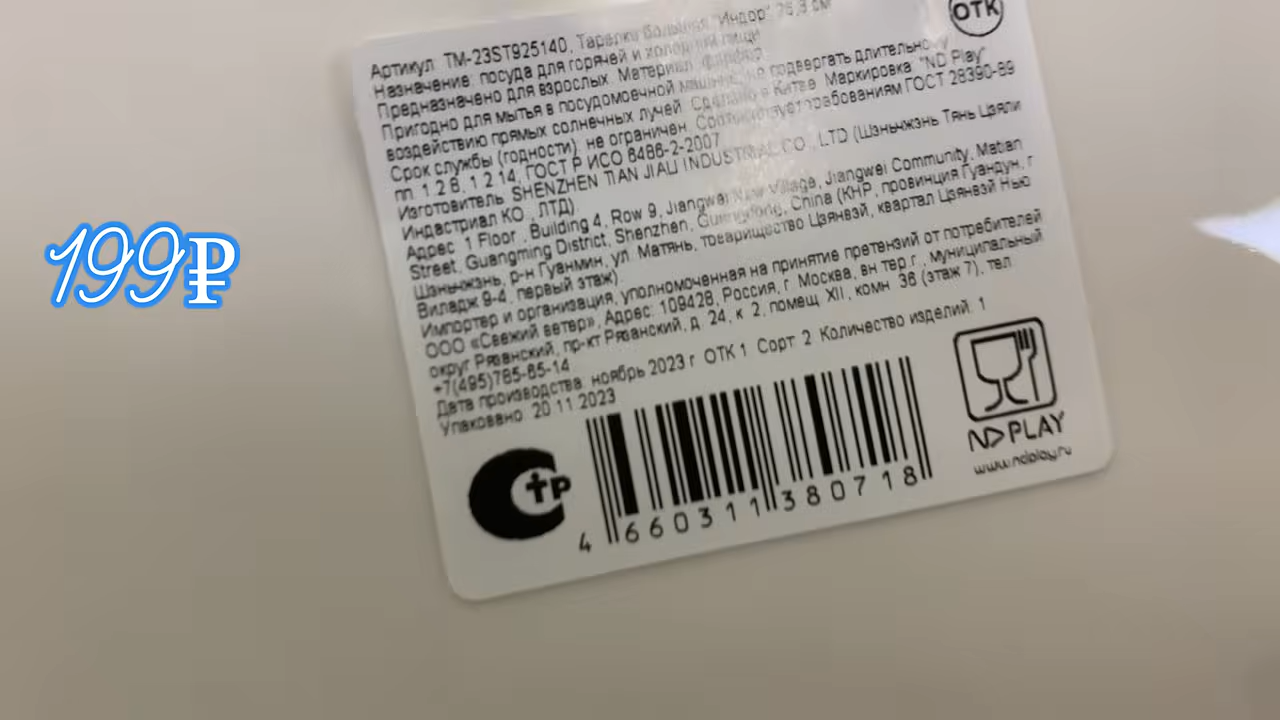 199₽
Артикул: TM-23ST925140, Тарелка большая "Индор" см
ОТК
Назначение: посуда для горячей и холодной пищи
Предназначено для взрослых. Материал: фарфор
Пригодно для мытья в посудомоечной машине, не подвергать длительному
воздействию прямых солнечных лучей. Сделано в Китае. Маркировка "ND Play"
Срок службы (годности): не ограничен. Соответствует требованиям ГОСТ 28390-89
пп. 1.2.8, 1.2.14, ГОСТ Р ИСО 6486-2-2007
Изготовитель: SHENZHEN TIAN JIALI INDUSTRIAL CO., LTD (Шэньчжэнь Тянь Цзяли
Индастриал КО., ЛТД)
Адрес: 1 Floor, Building 4, Row 9, Jiangwei New Village, Jiangwei Community, Matian
Street, Guangming District, Shenzhen, Guangdong, China (КНР, провинция Гуандун, г
Шэньчжэнь, р-н Гуанмин, ул. Матянь, товарищество Цзянвэй, квартал Цзянвэй Нью
Виладж 9-4, первый этаж)
Импортер и организация, уполномоченная на принятие претензий от потребителей
ООО «Свежий ветер», Адрес: 109428, Россия, г. Москва, вн.тер.г. муниципальный
округ Рязанский, пр-кт Рязанский, д. 24, к. 2, помещ. XII, комн. 36 (этаж 7), тел.
+7(495)785-65-14
Дата производства: ноябрь 2023 г. ОТК 1 Сорт: 2 Количество изделий: 1
Упаковано: 20.11.2023
СТР
4 660311 380718
ND PLAY
www.ndplay.ru